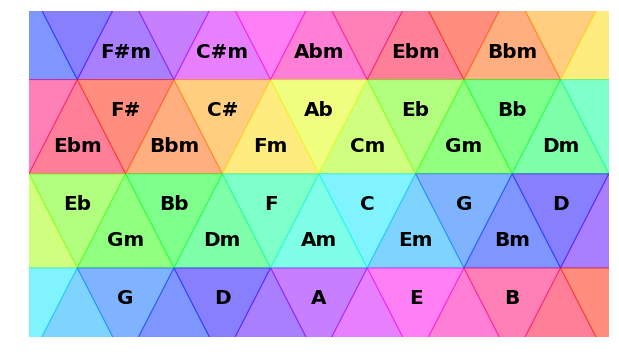 F#m C#m Abm Ebm Bbm
F# C# Ab Eb Bb
Ebm Bbm Fm Cm Gm Dm
Eb Bb F C G D
Gm Dm Am Em Bm
G D A E B